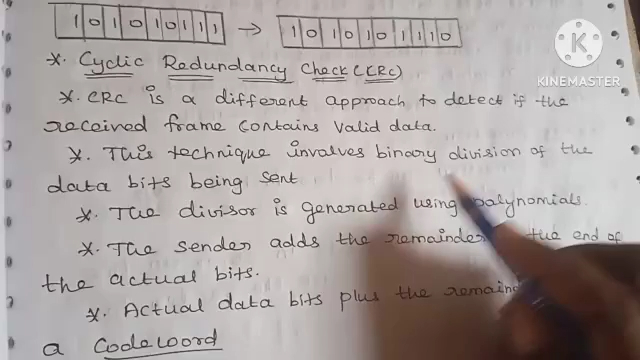 1 0 1 0 1 0 1 1 1 → 1 0 1 0 1 0 1 1 1 0
KINEMASTER
* Cyclic Redundancy Check (CRC)
* CRC is a different approach to detect if the
received frame contains valid data.
* This technique involves binary division of the
data bits being sent
* The divisor is generated using polynomials.
* The sender adds the remainder the end of
the actual bits.
* Actual data bits plus the
a Codeword